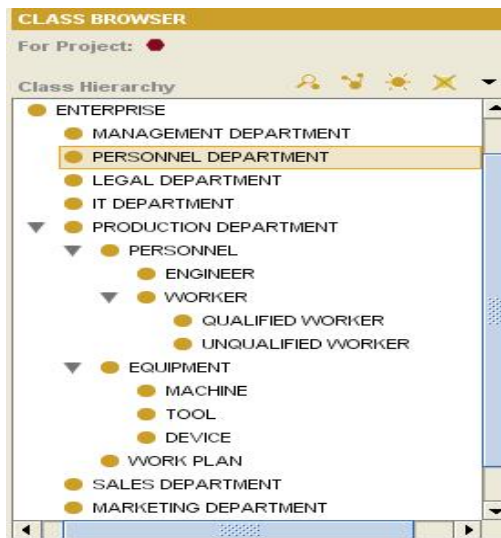 CLASS BROWSER
For Project:
Class Hierarchy
ENTERPRISE
MANAGEMENT DEPARTMENT
PERSONNEL DEPARTMENT
LEGAL DEPARTMENT
IT DEPARTMENT
PRODUCTION DEPARTMENT
PERSONNEL
ENGINEER
WORKER
QUALIFIED WORKER
UNQUALIFIED WORKER
EQUIPMENT
MACHINE
TOOL
DEVICE
WORK PLAN
SALES DEPARTMENT
MARKETING DEPARTMENT